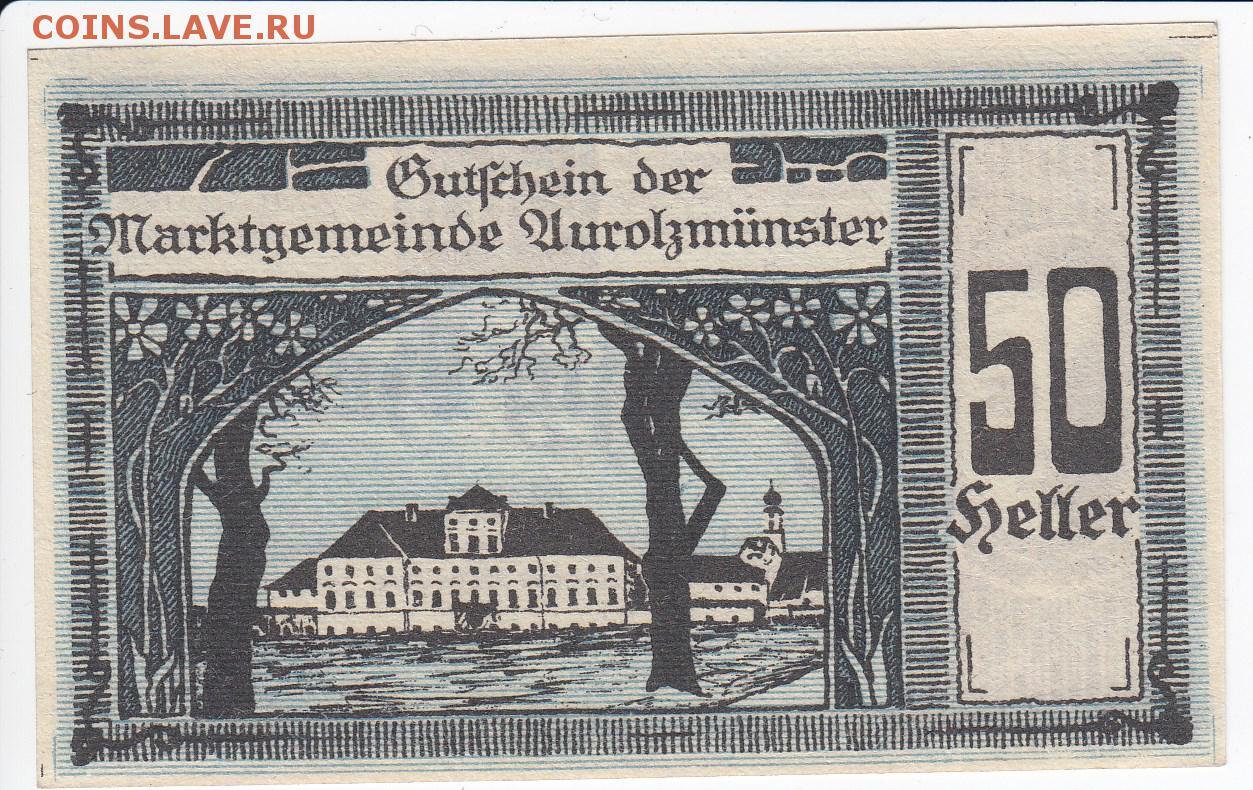 COINS.LAVE.RU
Gutschein der
Marktgemeinde Aurolzmünster
50
Heller